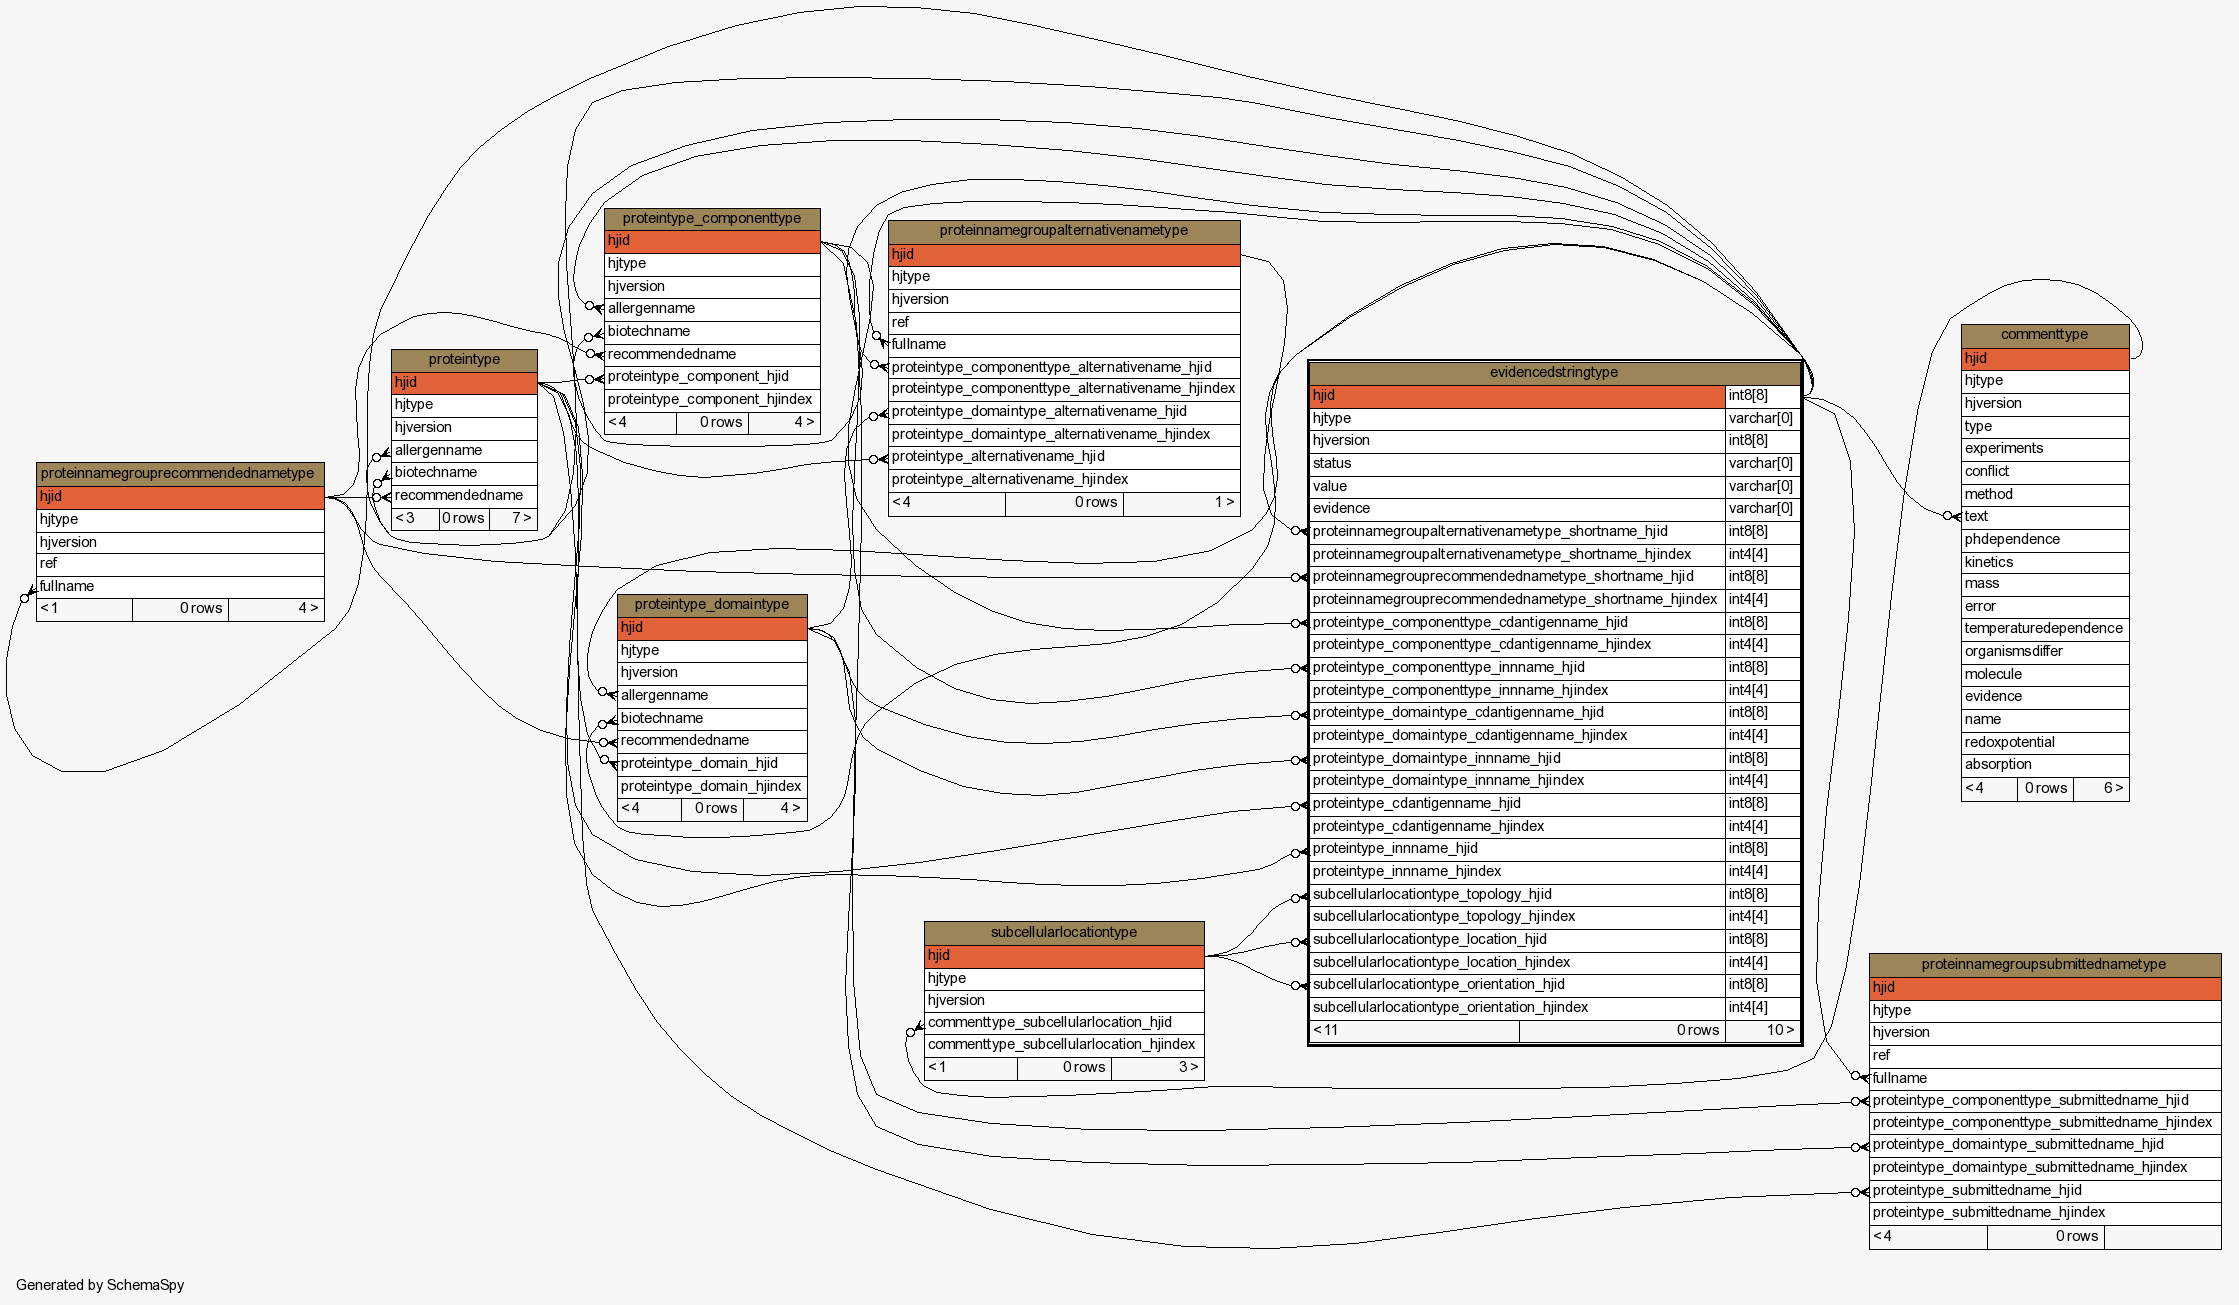 proteintype_componenttype
hjid
hjtype
hjversion
allergenname
biotechname
recommendedname
proteintype_component_hjid
proteintype_component_hjindex
< 4 0 rows 4 >
proteinnamegroupalternativenametype
hjid
hjtype
hjversion
ref
fullname
proteintype_componenttype_alternativename_hjid
proteintype_componenttype_alternativename_hjindex
proteintype_domaintype_alternativename_hjid
proteintype_domaintype_alternativename_hjindex
proteintype_alternativename_hjid
proteintype_alternativename_hjindex
< 4 0 rows 1 >
proteintype
hjid
hjtype
hjversion
allergenname
biotechname
recommendedname
< 3 0 rows 7 >
proteinnamegrouprecommendednametype
hjid
hjtype
hjversion
ref
fullname
< 1 0 rows 4 >
proteintype_domaintype
hjid
hjtype
hjversion
allergenname
biotechname
recommendedname
proteintype_domain_hjid
proteintype_domain_hjindex
< 4 0 rows 4 >
evidencedstringtype
hjid int8[8]
hjtype varchar[0]
hjversion int8[8]
status varchar[0]
value varchar[0]
evidence varchar[0]
proteinnamegroupalternativenametype_shortname_hjid int8[8]
proteinnamegroupalternativenametype_shortname_hjindex int4[4]
proteinnamegrouprecommendednametype_shortname_hjid int8[8]
proteinnamegrouprecommendednametype_shortname_hjindex int4[4]
proteintype_componenttype_cdantigenname_hjid int8[8]
proteintype_componenttype_cdantigenname_hjindex int4[4]
proteintype_componenttype_innname_hjid int8[8]
proteintype_componenttype_innname_hjindex int4[4]
proteintype_domaintype_cdantigenname_hjid int8[8]
proteintype_domaintype_cdantigenname_hjindex int4[4]
proteintype_domaintype_innname_hjid int8[8]
proteintype_domaintype_innname_hjindex int4[4]
proteintype_cdantigenname_hjid int8[8]
proteintype_cdantigenname_hjindex int4[4]
proteintype_innname_hjid int8[8]
proteintype_innname_hjindex int4[4]
subcellularlocationtype_topology_hjid int8[8]
subcellularlocationtype_topology_hjindex int4[4]
subcellularlocationtype_location_hjid int8[8]
subcellularlocationtype_location_hjindex int4[4]
subcellularlocationtype_orientation_hjid int8[8]
subcellularlocationtype_orientation_hjindex int4[4]
< 11 0 rows 10 >
commenttype
hjid
hjtype
hjversion
type
experiments
conflict
method
text
phdependence
kinetics
mass
error
temperaturedependence
organismsdiffer
molecule
evidence
name
redoxpotential
absorption
< 4 0 rows 6 >
subcellularlocationtype
hjid
hjtype
hjversion
commenttype_subcellularlocation_hjid
commenttype_subcellularlocation_hjindex
< 1 0 rows 3 >
proteinnamegroupsubmittednametype
hjid
hjtype
hjversion
ref
fullname
proteintype_componenttype_submittedname_hjid
proteintype_componenttype_submittedname_hjindex
proteintype_domaintype_submittedname_hjid
proteintype_domaintype_submittedname_hjindex
proteintype_submittedname_hjid
proteintype_submittedname_hjindex
< 4 0 rows
Generated by SchemaSpy